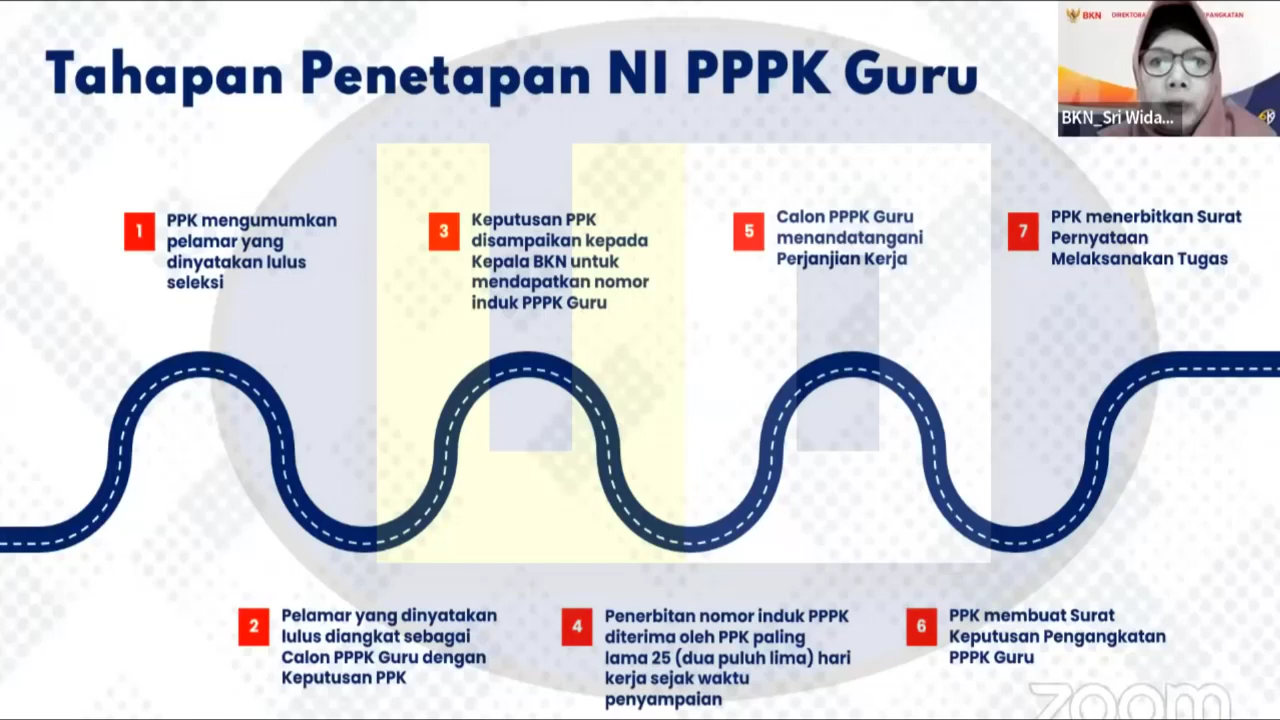 Tahapan Penetapan NI PPPK Guru
BKN
BKN_Sri Wida...
1
PPK mengumumkan
pelamar yang
dinyatakan lulus
seleksi
3
Keputusan PPK
disampaikan kepada
Kepala BKN untuk
mendapatkan nomor
induk PPPK Guru
5
Calon PPPK Guru
menandatangani
Perjanjian Kerja
7
PPK menerbitkan Surat
Pernyataan
Melaksanakan Tugas
2
Pelamar yang dinyatakan
lulus diangkat sebagai
Calon PPPK Guru dengan
Keputusan PPK
4
Penerbitan nomor induk PPPK
diterima oleh PPK paling
lama 25 (dua puluh lima) hari
kerja sejak waktu
penyampaian
6
PPK membuat Surat
Keputusan Pengangkatan
PPPK Guru
zoom